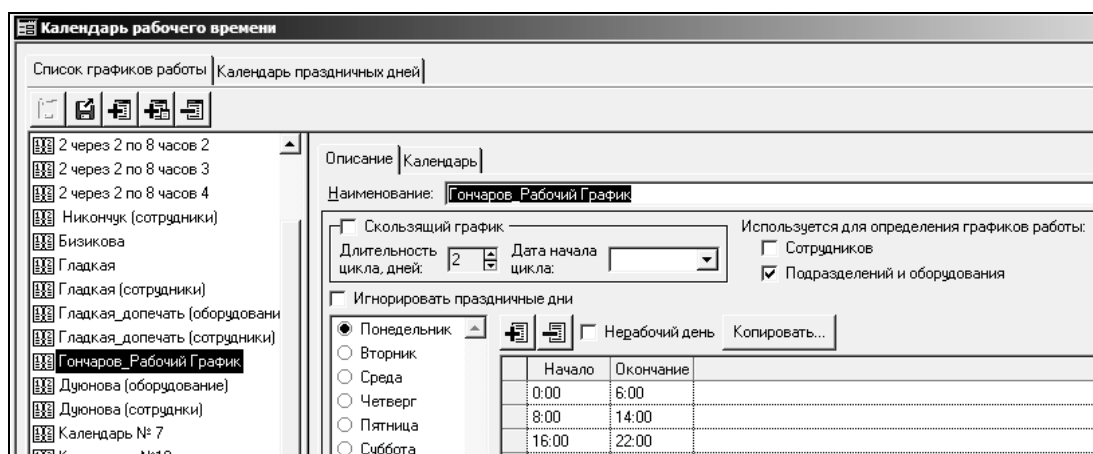 Календарь рабочего времени
Список графиков работы Календарь праздничных дней
2 через 2 по 8 часов 2
2 через 2 по 8 часов 3
2 через 2 по 8 часов 4
Никончук (сотрудники)
Бизикова
Гладкая
Гладкая (сотрудники)
Гладкая_допечать (оборудовани
Гладкая_допечать (сотрудники)
Гончаров_Рабочий График
Дуюнова (оборудование)
Дуюнова (сотруднки)
Календарь № 7
Описание Календарь
Наименование: Гончаров_Рабочий График
Скользящий график
Длительность цикла, дней: 2
Дата начала цикла:
Используется для определения графиков работы:
Сотрудников
Подразделений и оборудования
Игнорировать праздничные дни
Понедельник
Вторник
Среда
Четверг
Пятница
Суббота
Нерабочий день Копировать...
Начало Окончание
0:00 6:00
8:00 14:00
16:00 22:00